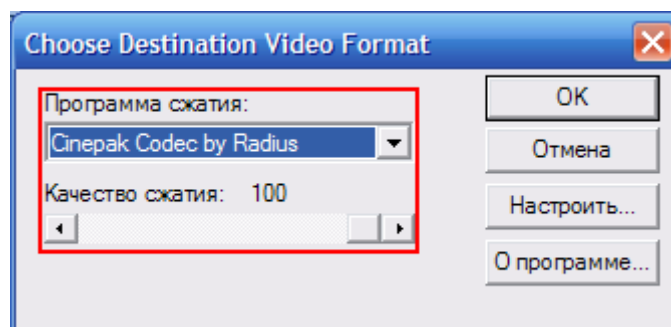 Choose Destination Video Format
Программа сжатия:
Cinepak Codec by Radius
Качество сжатия: 100
OK
Отмена
Настроить...
О программе...